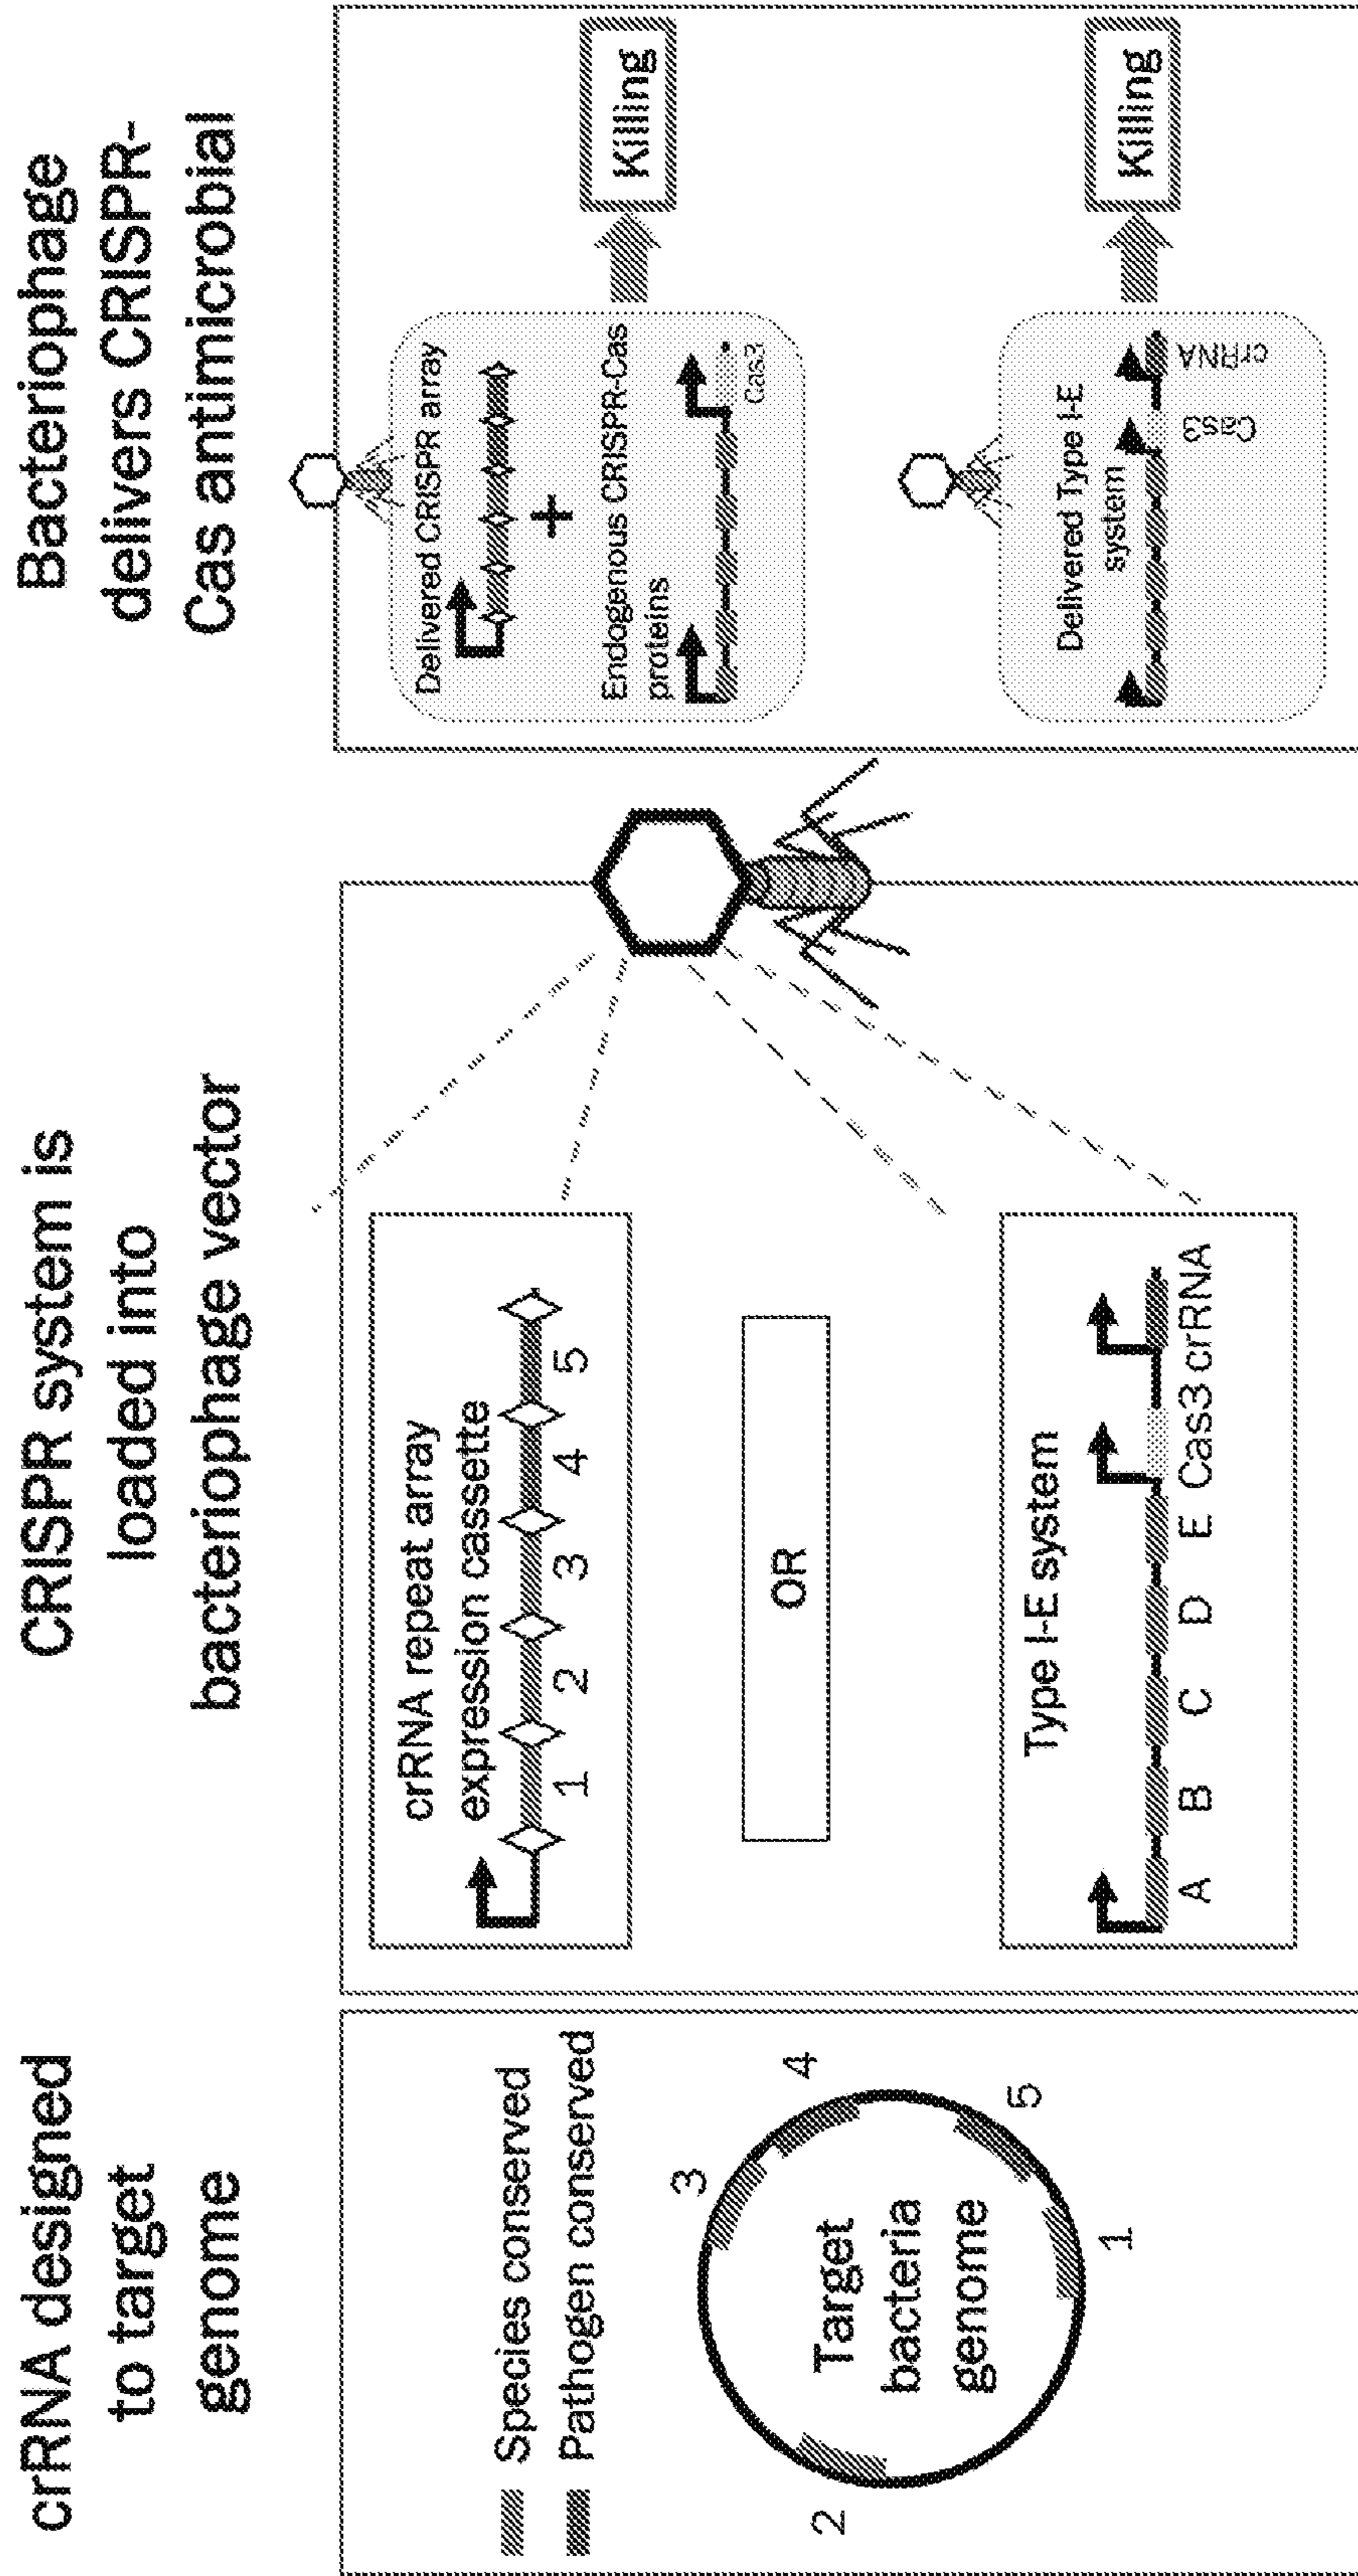 crRNA designed
to target
genome
Species conserved
Pathogen conserved
Target
bacteria
genome
1
2
3
4
5
CRISPR system is
loaded into
bacteriophage vector
crRNA repeat array
expression cassette
1 2 3 4 5
OR
Type I-E system
A B C D E Cas3 crRNA
Bacteriophage
delivers CRISPR-
Cas antimicrobial
Delivered CRISPR array
+
Endogenous CRISPR-Cas
proteins
Cas3
Killing
Delivered Type I-E
system
Cas3 crRNA
Killing